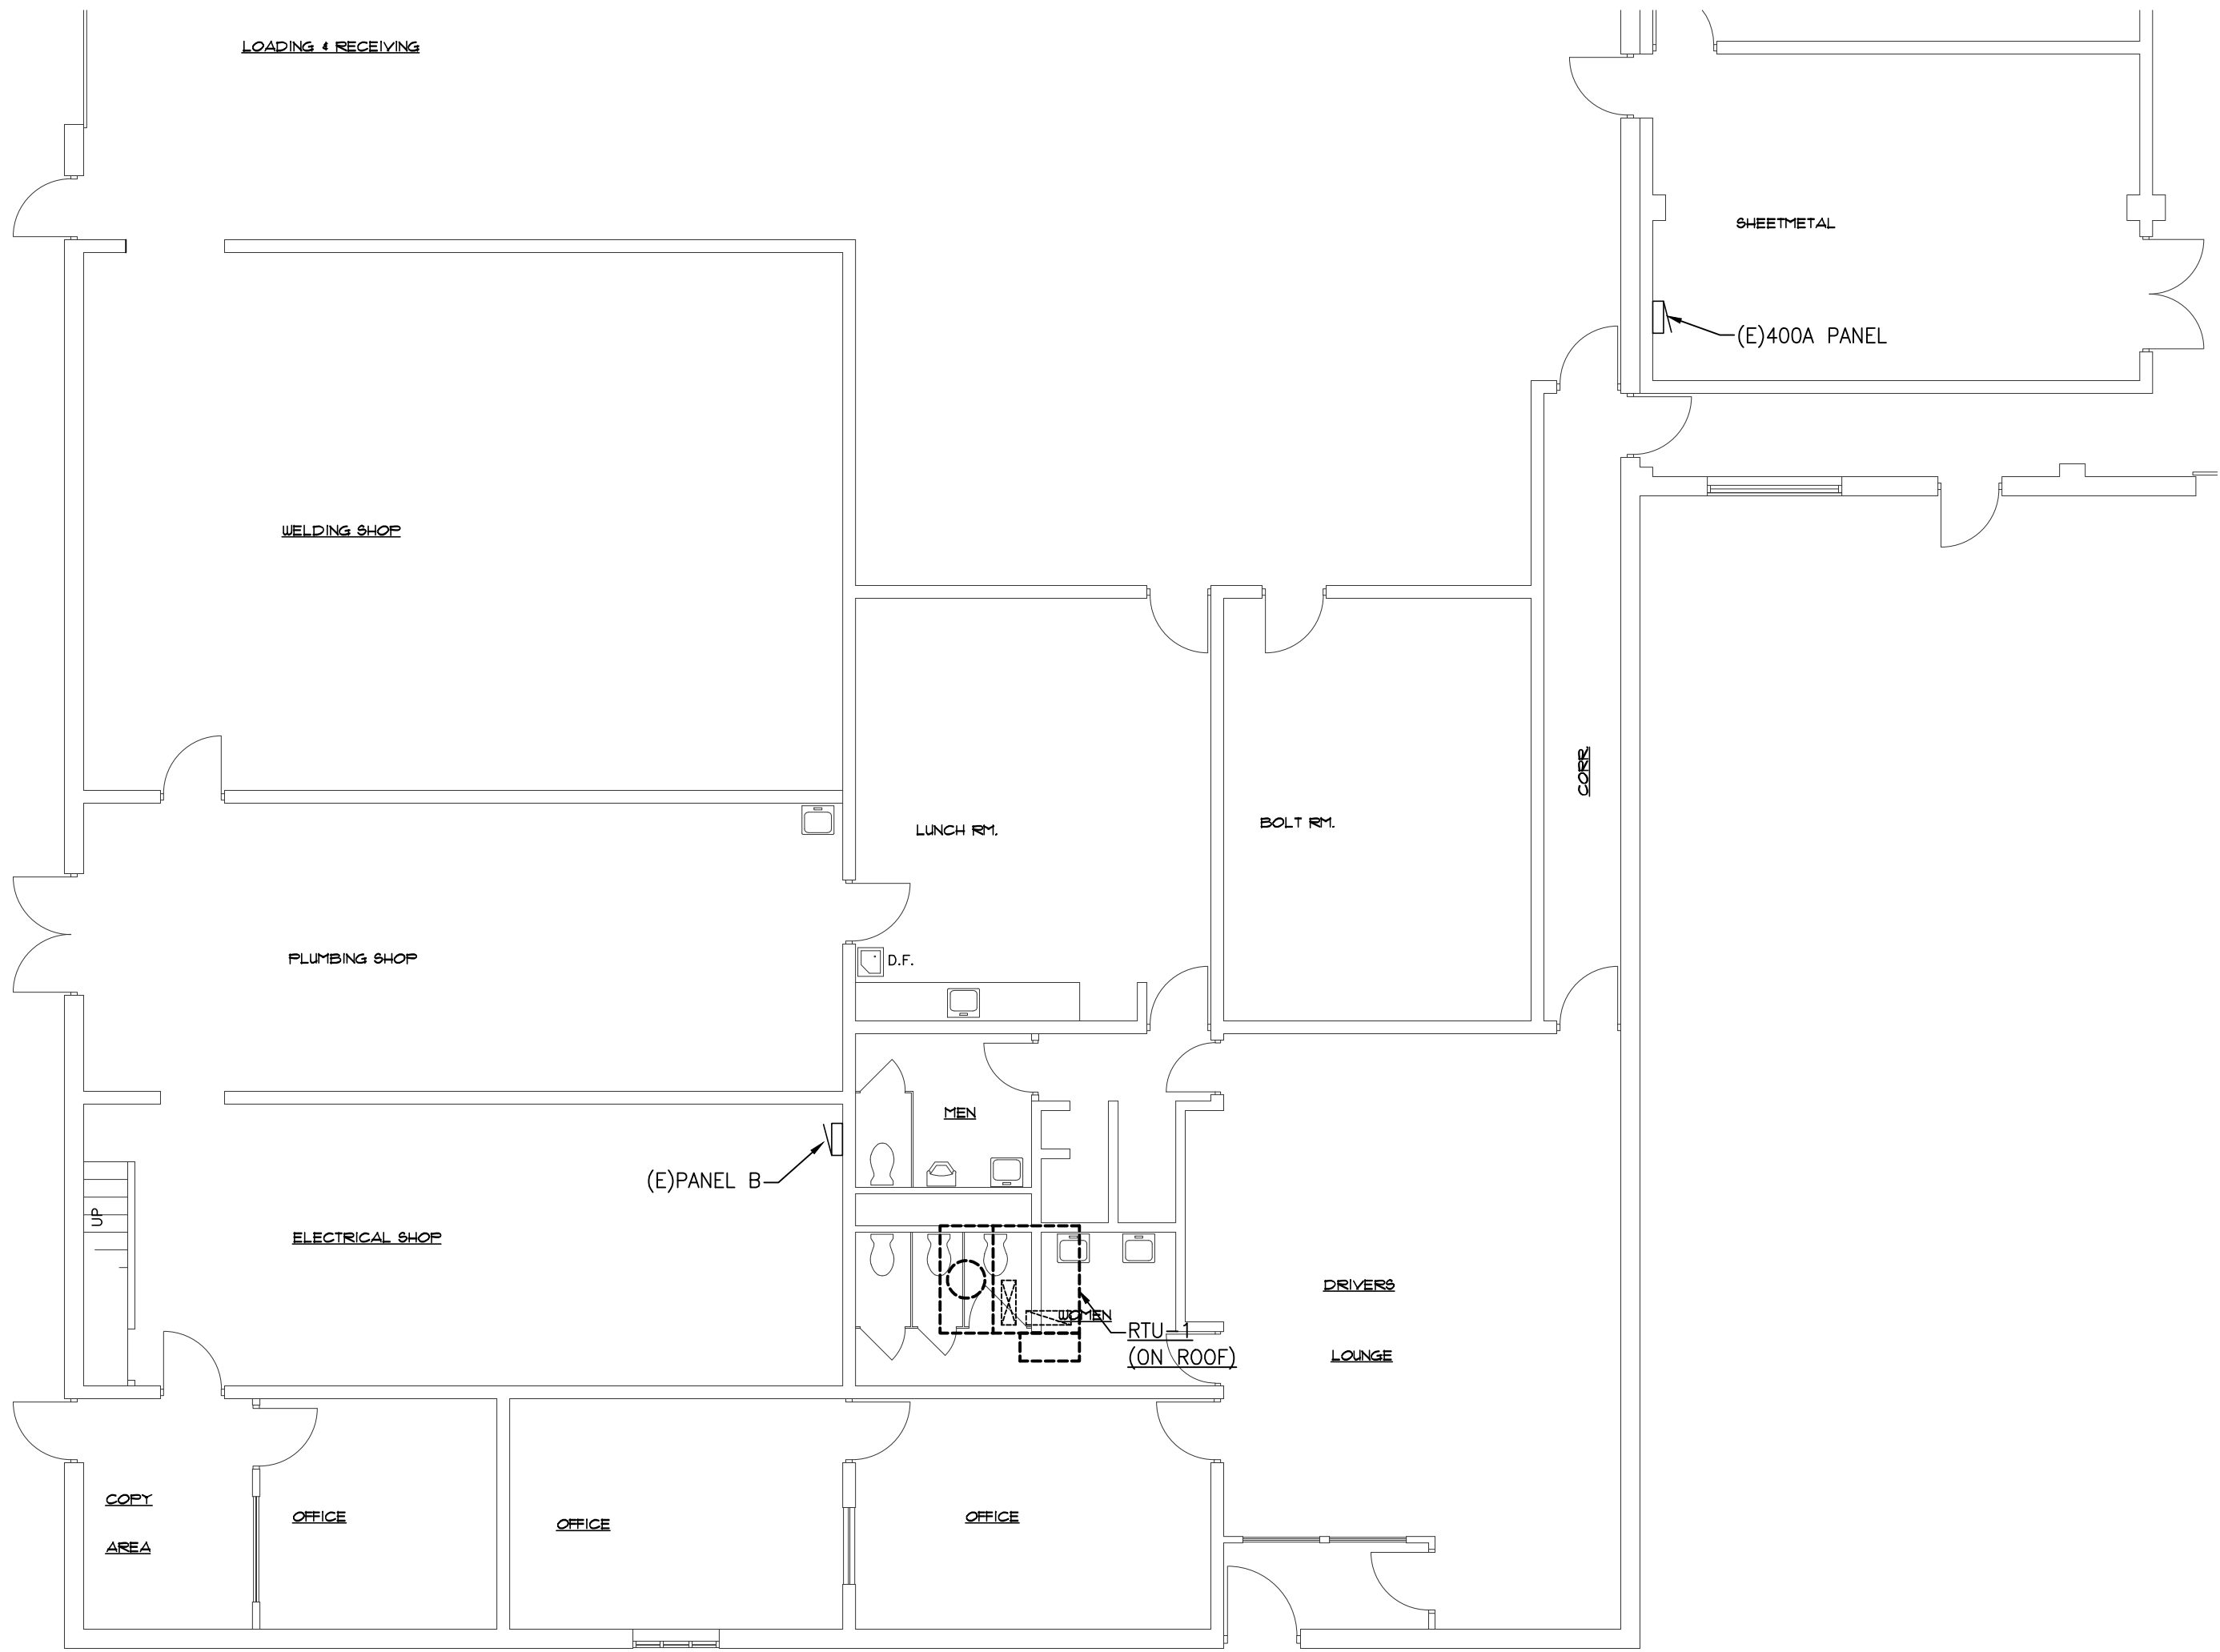 LOADING & RECEIVING
SHEETMETAL
(E)400A PANEL
WELDING SHOP
CORR.
LUNCH RM.
BOLT RM.
PLUMBING SHOP
D.F.
MEN
(E)PANEL B
UP
ELECTRICAL SHOP
DRIVERS
LOUNGE
WOMEN
RTU-1
(ON ROOF)
COPY
AREA
OFFICE
OFFICE
OFFICE